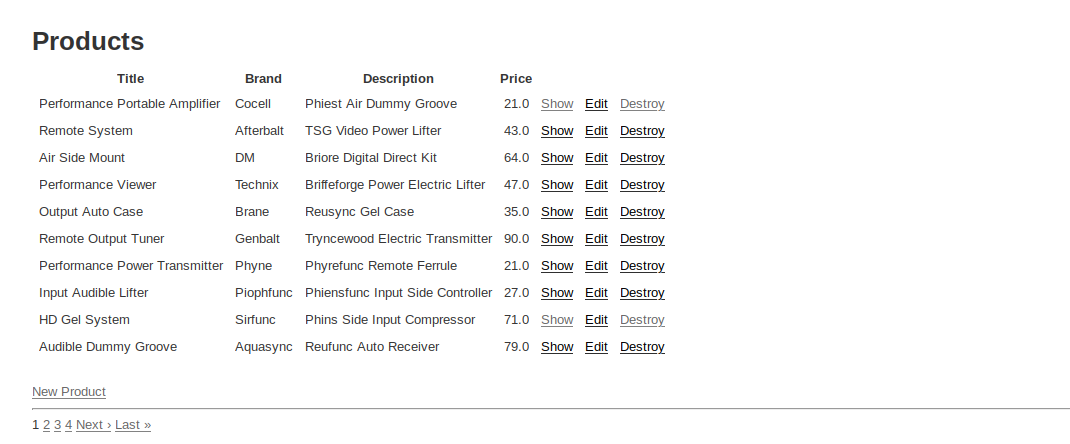 Products
Title Brand Description Price
Performance Portable Amplifier Cocell Phiest Air Dummy Groove 21.0 Show Edit Destroy
Remote System Afterbalt TSG Video Power Lifter 43.0 Show Edit Destroy
Air Side Mount DM Briore Digital Direct Kit 64.0 Show Edit Destroy
Performance Viewer Technix Briffeforge Power Electric Lifter 47.0 Show Edit Destroy
Output Auto Case Brane Reusync Gel Case 35.0 Show Edit Destroy
Remote Output Tuner Genbalt Tryncewood Electric Transmitter 90.0 Show Edit Destroy
Performance Power Transmitter Phyne Phyrefunc Remote Ferrule 21.0 Show Edit Destroy
Input Audible Lifter Piophfunc Phiensfunc Input Side Controller 27.0 Show Edit Destroy
HD Gel System Sirfunc Phins Side Input Compressor 71.0 Show Edit Destroy
Audible Dummy Groove Aquasync Reufunc Auto Receiver 79.0 Show Edit Destroy
New Product
1 2 3 4 Next › Last »